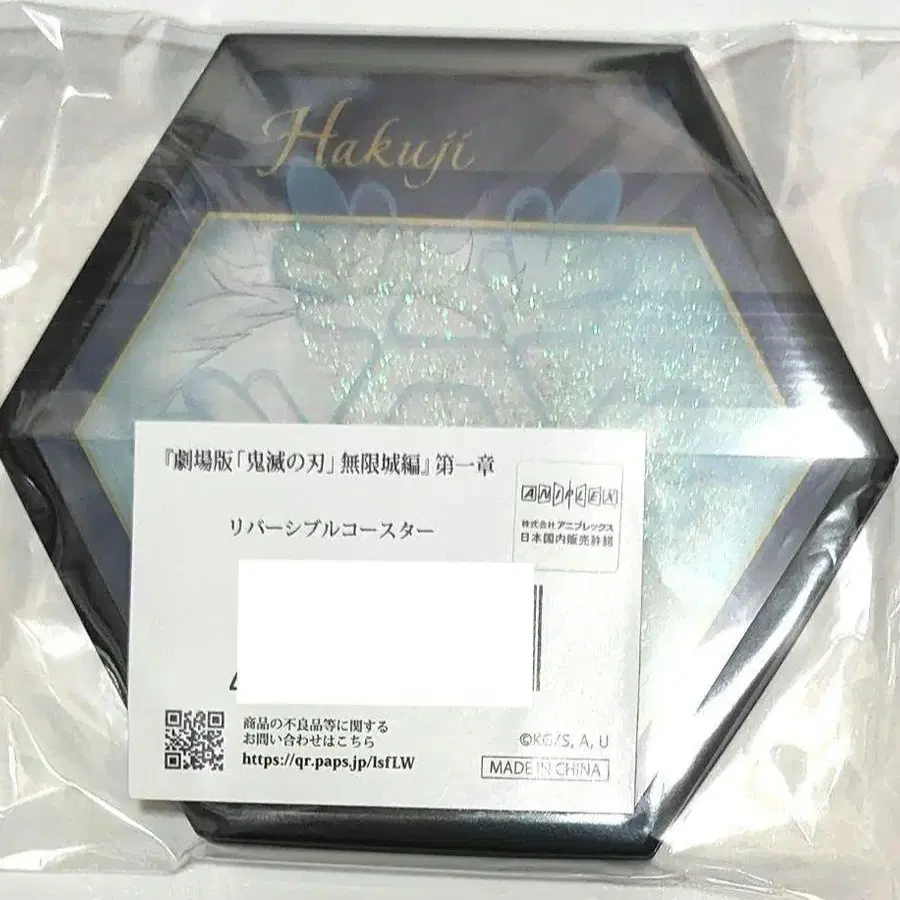 Hakuji
『劇場版「鬼滅の刃」無限城編』第一章
ANIPLEX
株式会社アニプレックス
日本国内販売許諾
リバーシブルコースター
商品の不良品等に関する
お問い合わせはこちら
https://qr.paps.jp/lsfLW
©KG/S, A, U
MADE IN CHINA